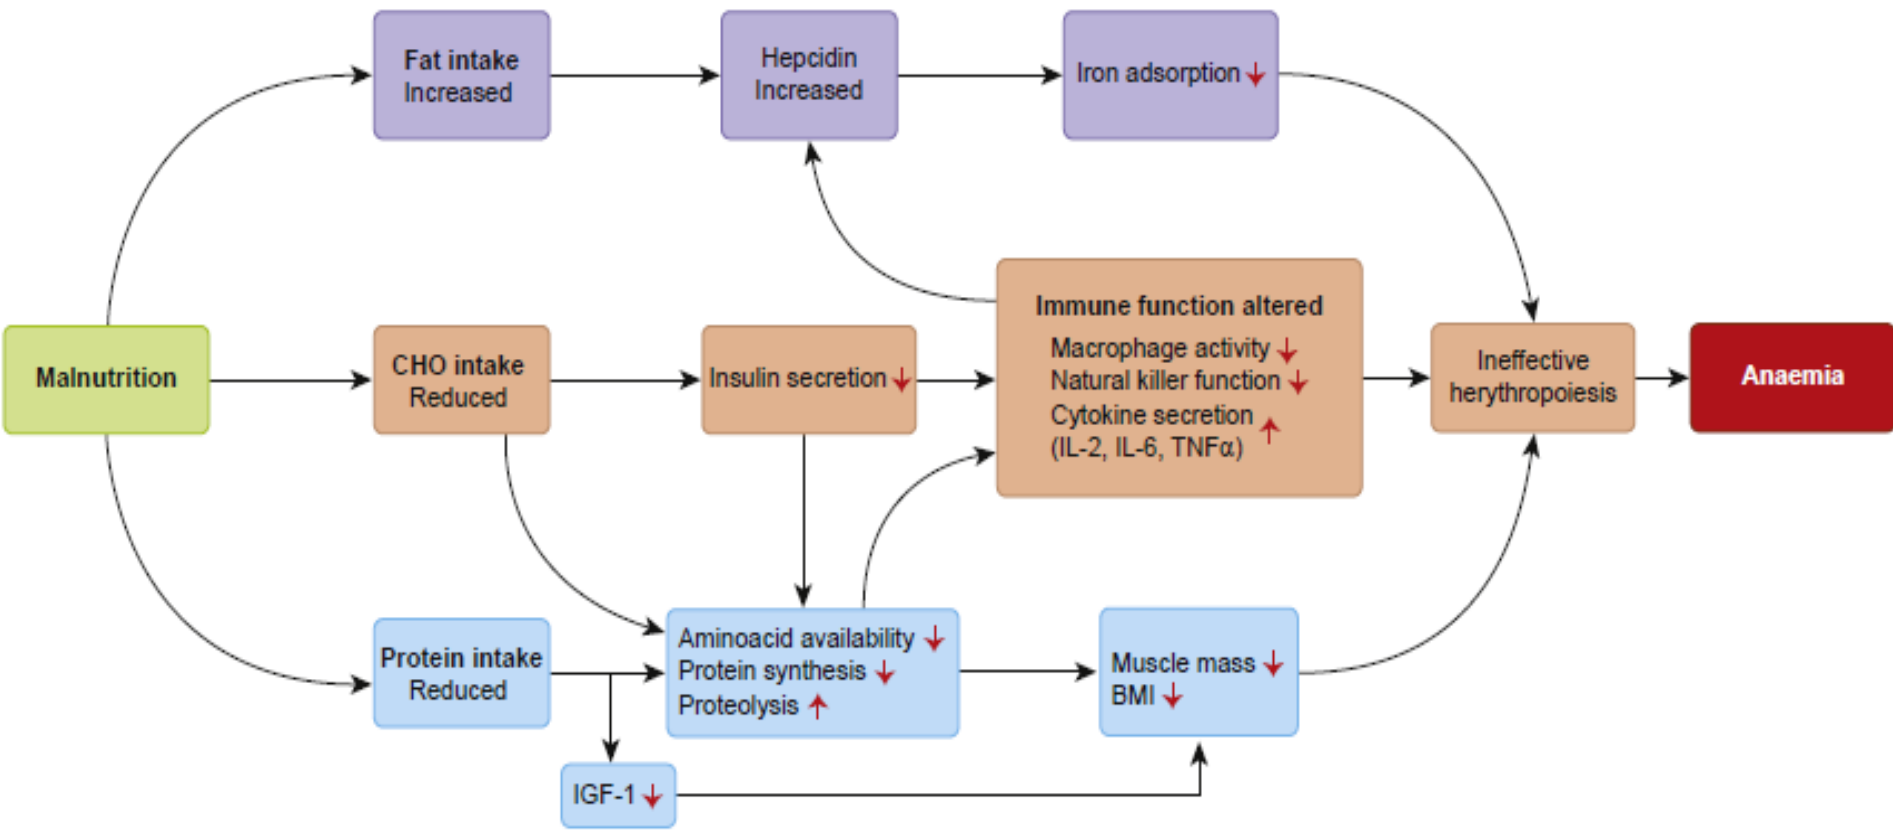 Fat intake
Increased
Hepcidin
Increased
Iron adsorption ↓
Malnutrition
CHO intake
Reduced
Insulin secretion ↓
Immune function altered
Macrophage activity ↓
Natural killer function ↓
Cytokine secretion ↑
(IL-2, IL-6, TNFα)
Ineffective
herythropoiesis
Anaemia
Protein intake
Reduced
Aminoacid availability ↓
Protein synthesis ↓
Proteolysis ↑
Muscle mass ↓
BMI ↓
IGF-1 ↓